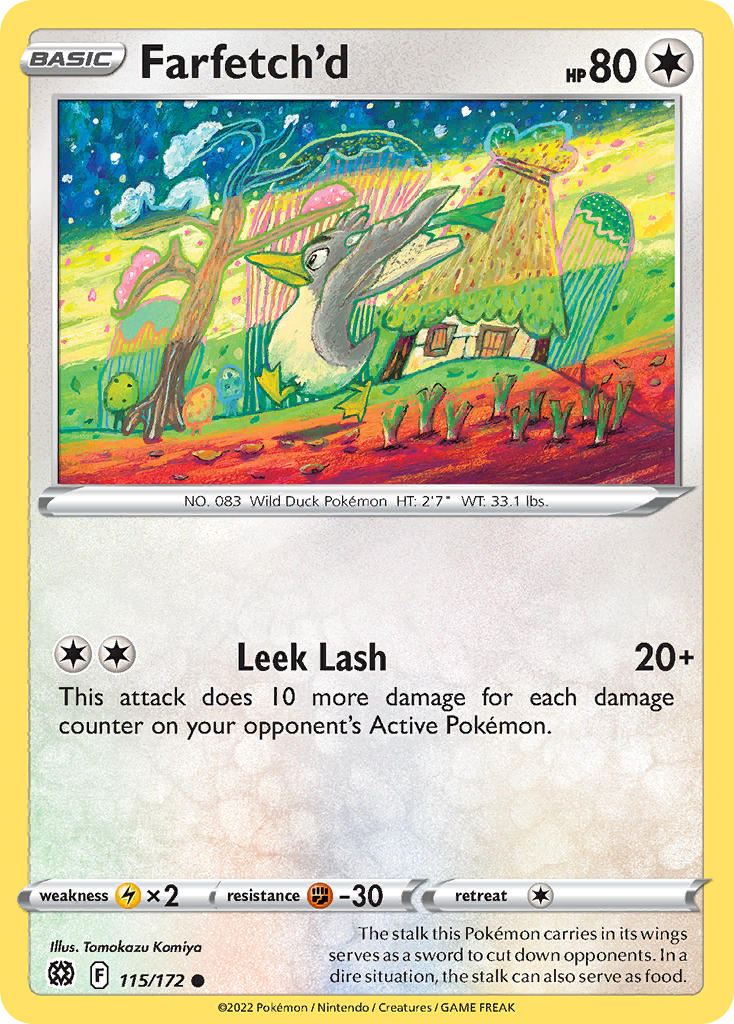 BASIC Farfetch’d HP 80
NO. 083 Wild Duck Pokémon HT: 2'7" WT: 33.1 lbs.
Leek Lash 20+
This attack does 10 more damage for each damage
counter on your opponent’s Active Pokémon.
weakness ×2 resistance -30 retreat
Illus. Tomokazu Komiya
The stalk this Pokémon carries in its wings
serves as a sword to cut down opponents. In a
dire situation, the stalk can also serve as food.
F 115/172
©2022 Pokémon / Nintendo / Creatures / GAME FREAK